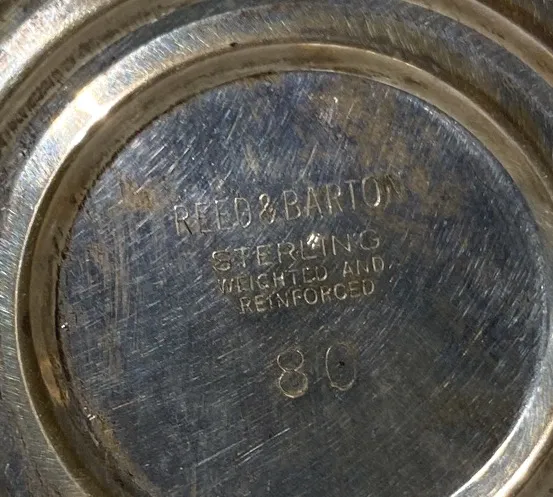 REED & BARTON
STERLING
WEIGHTED AND
REINFORCED
80